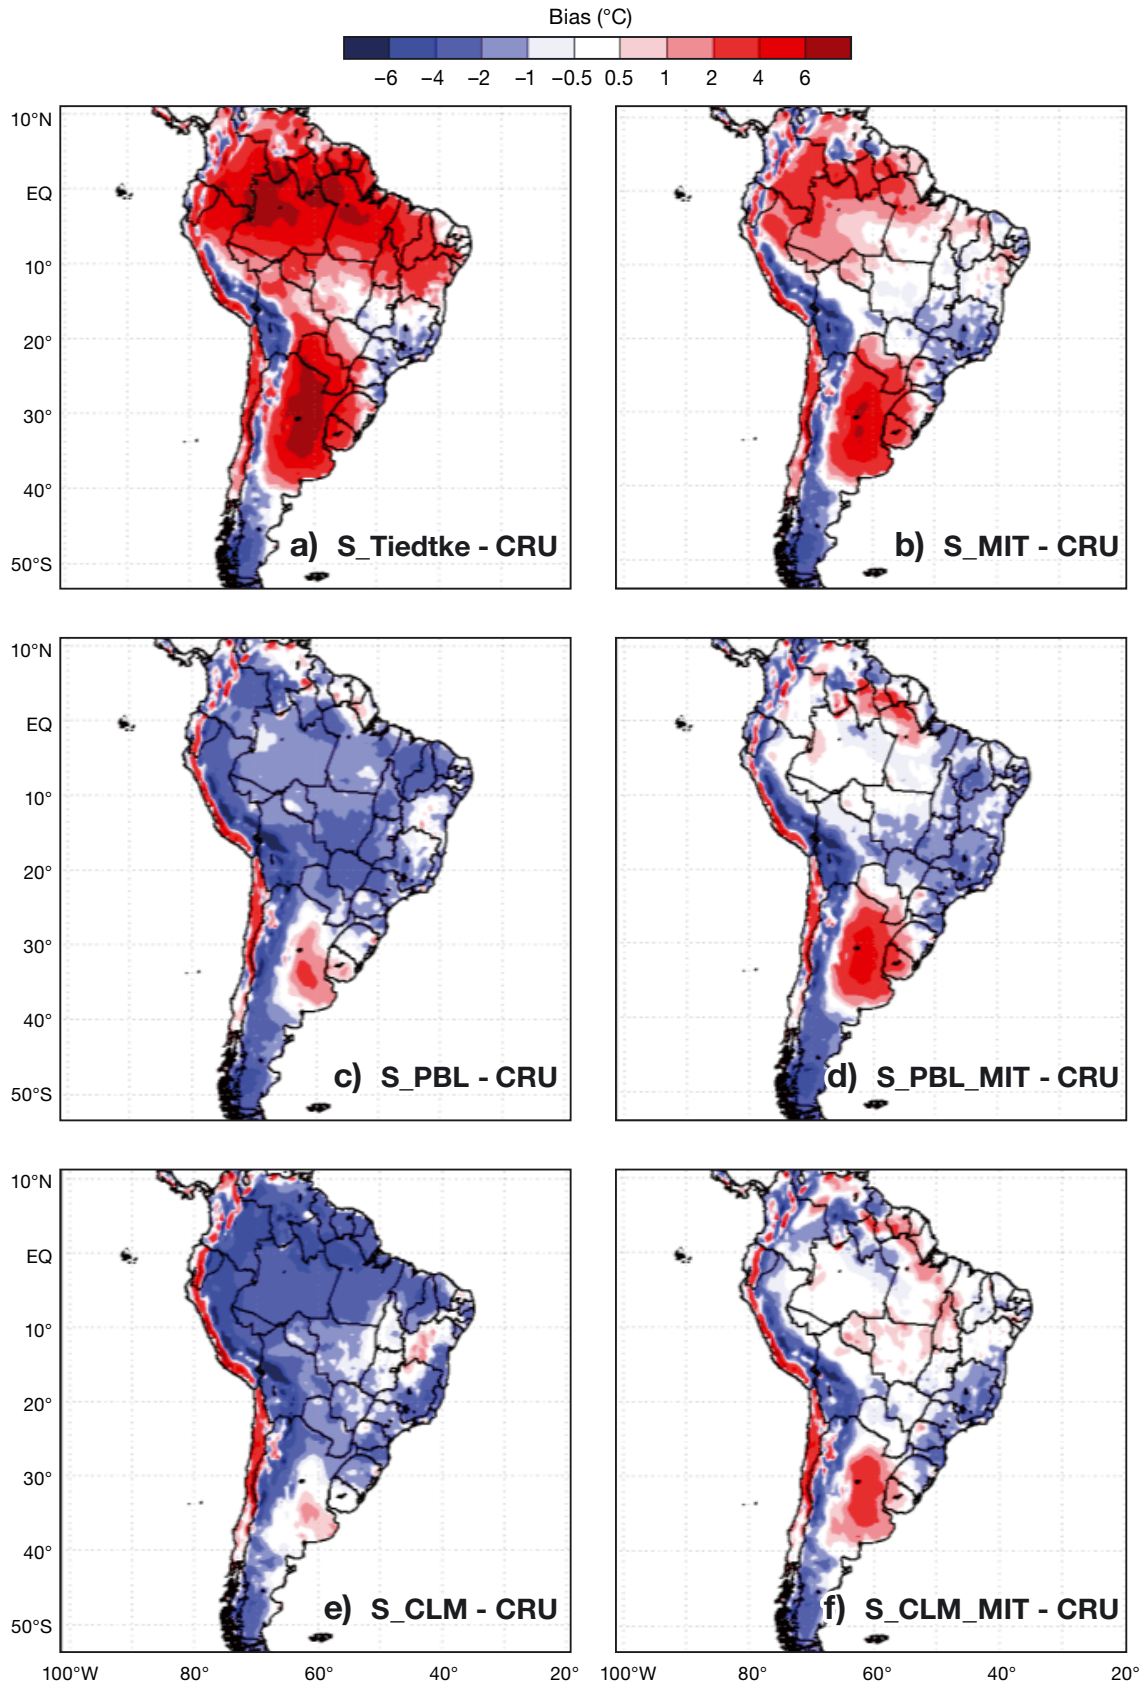 Bias (°C)
−6 −4 −2 −1 −0.5 0.5 1 2 4 6
10°N
EQ
10°
20°
30°
40°
50°S
a) S_Tiedtke - CRU
b) S_MIT - CRU
10°N
EQ
10°
20°
30°
40°
50°S
c) S_PBL - CRU
d) S_PBL_MIT - CRU
10°N
EQ
10°
20°
30°
40°
50°S
e) S_CLM - CRU
f) S_CLM_MIT - CRU
100°W 80° 60° 40° 20° 100°W 80° 60° 40° 20°